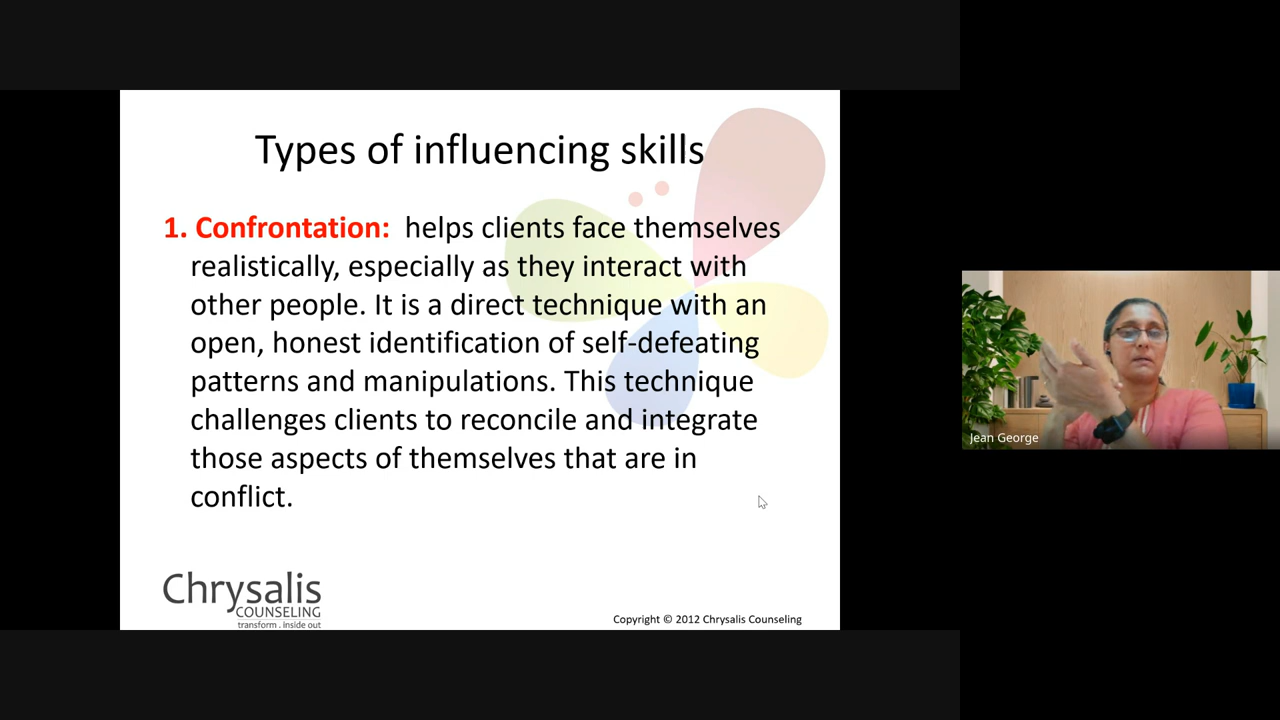 Types of influencing skills
1. Confrontation: helps clients face themselves
realistically, especially as they interact with
other people. It is a direct technique with an
open, honest identification of self-defeating
patterns and manipulations. This technique
challenges clients to reconcile and integrate
those aspects of themselves that are in
conflict.
Chrysalis
COUNSELING
transform . inside out
Copyright © 2012 Chrysalis Counseling
Jean George